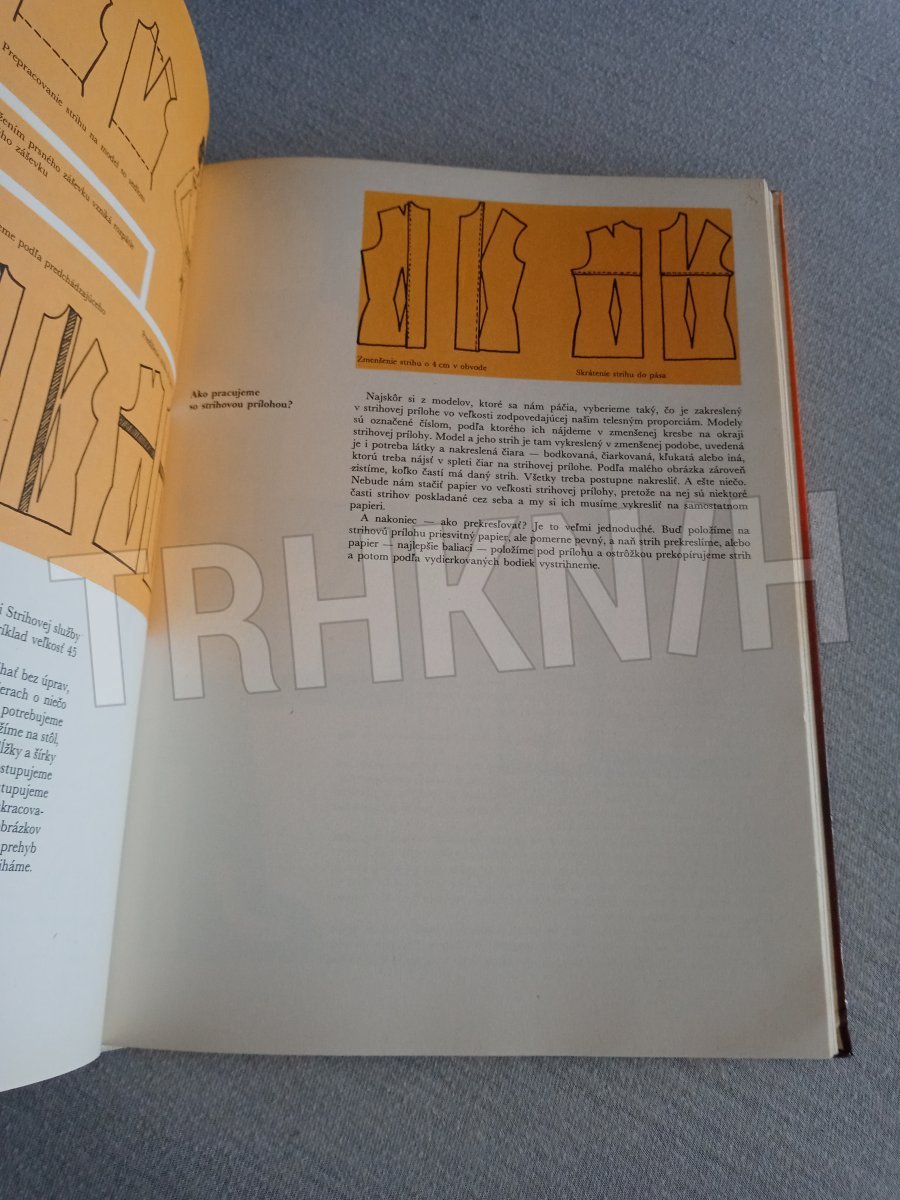 Prepracovanie strihu na model so sedlom
žením prsného záševku vzniká rozpätie
ho záševku
eme podľa predchádzajúceho
i Strihovej služby
ríklad veľkosť 45
hať bez úprav,
erach o niečo
potrebujeme
žíme na stôl,
ĺžky a šírky
stupujeme
tupujeme
kracova-
brázkov
prehyb
iháme.
Zmenšenie strihu o 4 cm v obvode
Skrátenie strihu do pása
Ako pracujeme
so strihovou prílohou?
Najskôr si z modelov, ktoré sa nám páčia, vyberieme taký, čo je zakreslený
v strihovej prílohe vo veľkosti zodpovedajúcej našim telesným proporciám. Modely
sú označené číslom, podľa ktorého ich nájdeme v zmenšenej kresbe na okraji
strihovej prílohy. Model a jeho strih je tam vykreslený v zmenšenej podobe, uvedená
je i potreba látky a nakreslená čiara — bodkovaná, čiarkovaná, kľukatá alebo iná,
ktorú treba nájsť v spleti čiar na strihovej prílohe. Podľa malého obrázka zároveň
zistíme, koľko častí má daný strih. Všetky treba postupne nakresliť. A ešte niečo.
Nebude nám stačiť papier vo veľkosti strihovej prílohy, pretože na nej sú niektoré
časti strihov poskladané cez seba a my si ich musíme vykresliť na samostatnom
papieri.
A nakoniec — ako prekresľovať? Je to veľmi jednoduché. Buď položíme na
strihovú prílohu priesvitný papier, ale pomerne pevný, a naň strih prekreslíme, alebo
papier — najlepšie baliaci — položíme pod prílohu a ostrôžkou prekopírujeme strih
a potom podľa vydierkovaných bodiek vystrihneme.
TRHKNIH